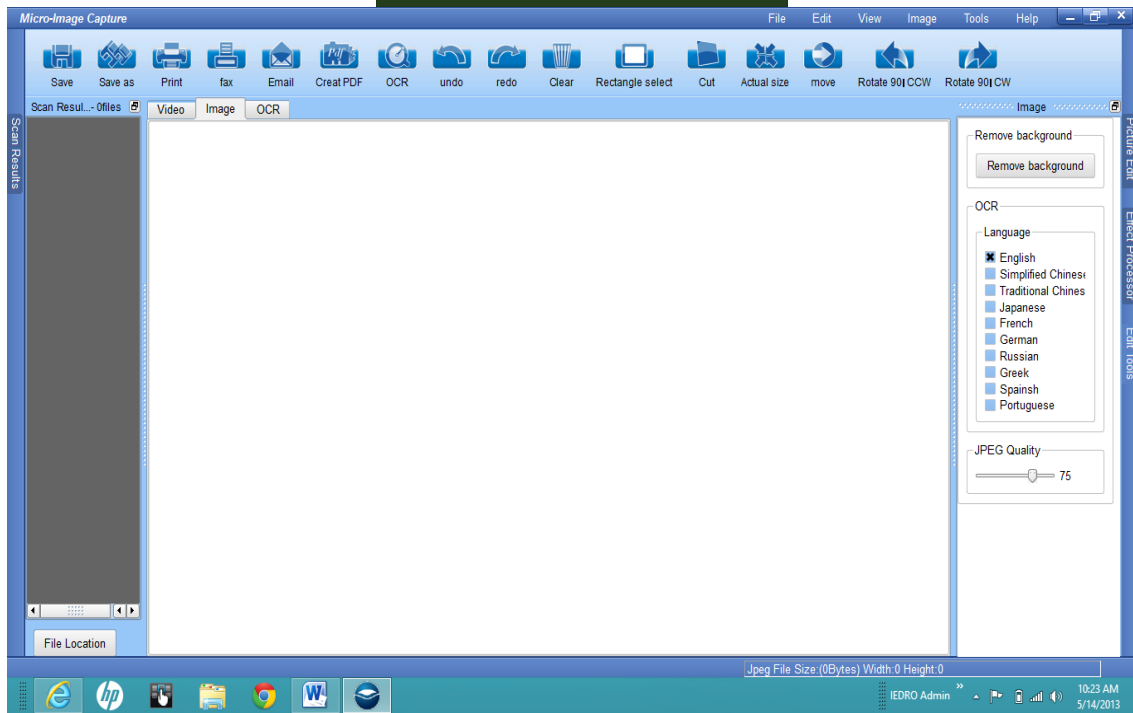 Micro-Image Capture
File Edit View Image Tools Help
Save Save as Print fax Email Creat PDF OCR undo redo Clear Rectangle select Cut Actual size move Rotate 90| CCW Rotate 90| CW
Pdf
Scan Resul...- 0files
Video Image OCR
Image
Scan Results
Picture Edit
Effect Processor
Edit Tools
Remove background
Remove background
OCR
Language
English
Simplified Chinese
Traditional Chines
Japanese
French
German
Russian
Greek
Spainsh
Portuguese
JPEG Quality
75
File Location
Jpeg File Size:(0Bytes) Width:0 Height:0
hp
W
IEDRO Admin
10:23 AM
5/14/2013